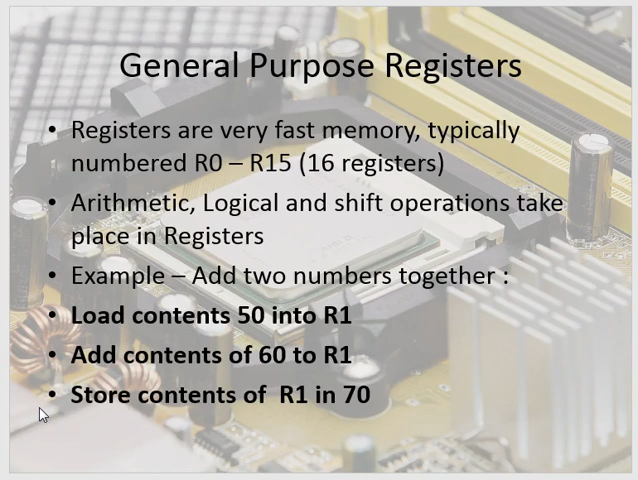 General Purpose Registers
• Registers are very fast memory, typically
numbered R0 – R15 (16 registers)
• Arithmetic, Logical and shift operations take
place in Registers
• Example – Add two numbers together :
• Load contents 50 into R1
• Add contents of 60 to R1
• Store contents of  R1 in 70